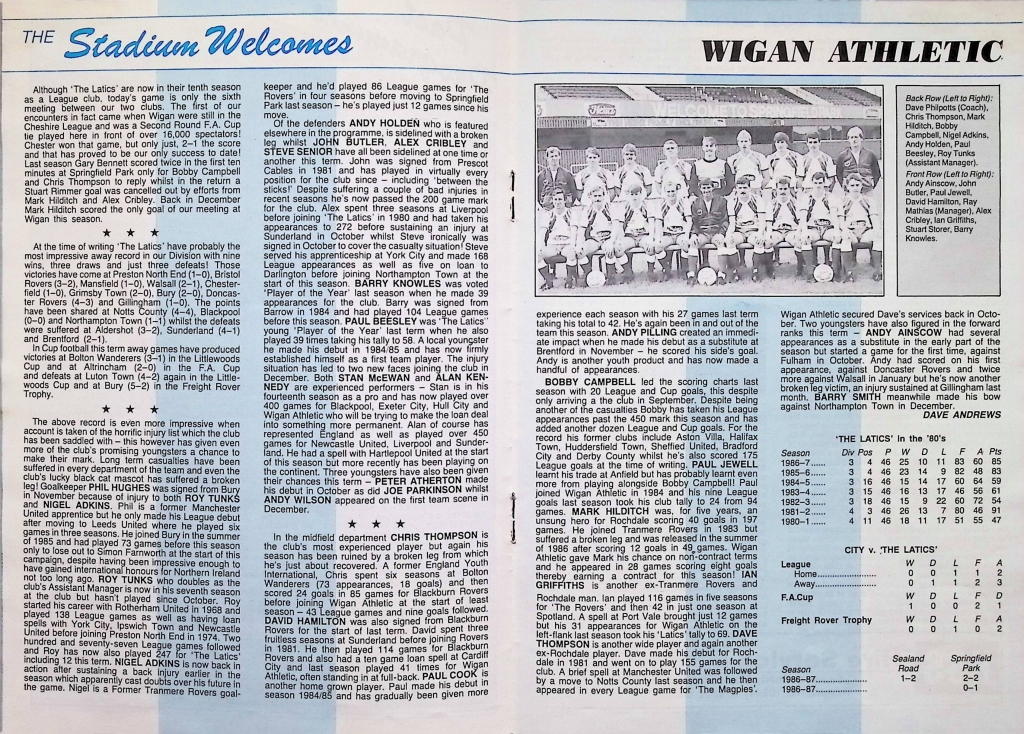 THE Stadium Welcomes
WIGAN ATHLETIC
Although 'The Latics' are now in their tenth season
as a League club, today's game is only the sixth
meeting between our two clubs. The first of our
encounters in fact came when Wigan were still in the
Cheshire League and was a Second Round F.A. Cup
tie played here in front of over 16,000 spectators!
Chester won that game, but only just, 2–1 the score
and that has proved to be our only success to date!
Last season Gary Bennett scored twice in the first ten
minutes at Springfield Park only for Bobby Campbell
and Chris Thompson to reply whilst in the return a
Stuart Rimmer goal was cancelled out by efforts from
Mark Hilditch and Alex Cribley. Back in December
Mark Hilditch scored the only goal of our meeting at
Wigan this season.
★ ★ ★
At the time of writing 'The Latics' have probably the
most impressive away record in our Division with nine
wins, three draws and just three defeats! Those
victories have come at Preston North End (1–0), Bristol
Rovers (3–2), Mansfield (1–0), Walsall (2–1), Chester-
field (1–0), Grimsby Town (2–0), Bury (2–0), Doncas-
ter Rovers (4–3) and Gillingham (1–0). The points
have been shared at Notts County (4–4), Blackpool
(0–0) and Northampton Town (1–1) whilst the defeats
were suffered at Aldershot (3–2), Sunderland (4–1)
and Brentford (2–1).
In Cup football this term away games have produced
victories at Bolton Wanderers (3–1) in the Littlewoods
Cup and at Altrincham (2–0) in the F.A. Cup
and defeats at Luton Town (4–2) again in the Little-
woods Cup and at Bury (5–2) in the Freight Rover
Trophy.
★ ★ ★
The above record is even more impressive when
account is taken of the horrific injury list which the club
has been saddled with – this however has given even
more of the club's promising youngsters a chance to
make their mark. Long term casualties have been
suffered in every department of the team and even the
club's lucky black cat mascot has suffered a broken
leg! Goalkeeper PHIL HUGHES was signed from Bury
in November because of injury to both ROY TUNKS
and NIGEL ADKINS. Phil is a former Manchester
United apprentice but he only made his League debut
after moving to Leeds United where he played six
games in three seasons. He joined Bury in the summer
of 1985 and had played 73 games before this season
only to lose out to Simon Farnworth at the start of this
campaign, despite having been impressive enough to
have gained international honours for Northern Ireland
not too long ago. ROY TUNKS who doubles as the
club's Assistant Manager is now in his seventh season
at the club but hasn't played since October. Roy
started his career with Rotherham United in 1968 and
played 138 League games as well as having loan
spells with York City, Ipswich Town and Newcastle
United before joining Preston North End in 1974. Two
hundred and seventy-seven League games followed
and Roy has now also played 247 for 'The Latics'
including 12 this term. NIGEL ADKINS is now back in
action after sustaining a back injury earlier in the
season which apparently cast doubts over his future in
the game. Nigel is a Former Tranmere Rovers goal-
keeper and he'd played 86 League games for 'The
Rovers' in four seasons before moving to Springfield
Park last season – he's played just 12 games since his
move.
Of the defenders ANDY HOLDEN who is featured
elsewhere in the programme, is sidelined with a broken
leg whilst JOHN BUTLER, ALEX CRIBLEY and
STEVE SENIOR have all been sidelined at one time or
another this term. John was signed from Prescot
Cables in 1981 and has played in virtually every
position for the club since – including 'between the
sticks!' Despite suffering a couple of bad injuries in
recent seasons he's now passed the 200 game mark
for the club. Alex spent three seasons at Liverpool
before joining 'The Latics' in 1980 and had taken his
appearances to 272 before sustaining an injury at
Sunderland in October whilst Steve ironically was
signed in October to cover the casualty situation! Steve
served his apprenticeship at York City and made 168
League appearances as well as five on loan to
Darlington before joining Northampton Town at the
start of this season. BARRY KNOWLES was voted
'Player of the Year' last season when he made 39
appearances for the club. Barry was signed from
Barrow in 1984 and had played 104 League games
before this season. PAUL BEESLEY was 'The Latics''
young 'Player of the Year' last term when he also
played 39 times taking his tally to 58. A local youngster
he made his debut in 1984/85 and has now firmly
established himself as a first team player. The injury
situation has led to two new faces joining the club in
December. Both STAN McEWAN and ALAN KEN-
NEDY are experienced performers – Stan is in his
fourteenth season as a pro and has now played over
400 games for Blackpool, Exeter City, Hull City and
Wigan Athletic who will be trying to make the loan deal
into something more permanent. Alan of course has
represented England as well as played over 450
games for Newcastle United, Liverpool and Sunder-
land. He had a spell with Hartlepool United at the start
of this season but more recently has been playing on
the continent. Three youngsters have also been given
their chances this term – PETER ATHERTON made
his debut in October as did JOE PARKINSON whilst
ANDY WILSON appeared on the first team scene in
December.
★ ★ ★
In the midfield department CHRIS THOMPSON is
the club's most experienced player but again his
season has been ruined by a broken leg from which
he's just about recovered. A former England Youth
International, Chris spent six seasons at Bolton
Wanderers (73 appearances, 18 goals) and then
scored 24 goals in 85 games for Blackburn Rovers
before joining Wigan Athletic at the start of least
season – 43 League games and nine goals followed.
DAVID HAMILTON was also signed from Blackburn
Rovers for the start of last term. David spent three
fruitless seasons at Sunderland before joining Rovers
in 1981. He then played 114 games for Blackburn
Rovers and also had a ten game loan spell at Cardiff
City and last season played 41 times for Wigan
Athletic, often standing in at full-back. PAUL COOK is
another home grown player. Paul made his debut in
season 1984/85 and has gradually been given more
WELCOME TO S
Back Row (Left to Right):
Dave Philpotts (Coach),
Chris Thompson, Mark
Hilditch, Bobby
Campbell, Nigel Adkins,
Andy Holden, Paul
Beesley, Roy Tunks
(Assistant Manager).
Front Row (Left to Right):
Andy Ainscow, John
Butler, Paul Jewell,
David Hamilton, Ray
Mathias (Manager), Alex
Cribley, Ian Griffiths,
Stuart Storer, Barry
Knowles.
experience each season with his 27 games last term
taking his total to 42. He's again been in and out of the
team this season. ANDY PILLING created an immedi-
ate impact when he made his debut as a substitute at
Brentford in November – he scored his side's goal.
Andy is another youth product and has now made a
handful of appearances.
BOBBY CAMPBELL led the scoring charts last
season with 20 League and Cup goals, this despite
only arriving at the club in September. Despite being
another of the casualties Bobby has taken his League
appearances past the 450 mark this season and has
added another dozen League and Cup goals. For the
record his former clubs include Aston Villa, Halifax
Town, Huddersfield Town, Sheffield United, Bradford
City and Derby County whilst he's also scored 175
League goals at the time of writing. PAUL JEWELL
learnt his trade at Anfield but has probably learnt even
more from playing alongside Bobby Campbell! Paul
joined Wigan Athletic in 1984 and his nine League
goals last season took his club tally to 24 from 94
games. MARK HILDITCH was, for five years, an
unsung hero for Rochdale scoring 40 goals in 197
games. He joined Tranmere Rovers in 1983 but
suffered a broken leg and was released in the summer
of 1986 after scoring 12 goals in 49 games. Wigan
Athletic gave Mark his chance on non-contract terms
and he appeared in 28 games scoring eight goals
thereby earning a contract for this season! IAN
GRIFFITHS is another ex-Tranmere Rovers and
Rochdale man. Ian played 116 games in five seasons
for 'The Rovers' and then 42 in just one season at
Spotland. A spell at Port Vale brought just 12 games
but his 31 appearances for Wigan Athletic on the
left-flank last season took his 'Latics' tally to 69. DAVE
THOMPSON is another wide player and again another
ex-Rochdale player. Dave made his debut for Roch-
dale in 1981 and went on to play 155 games for the
club. A brief spell at Manchester United was followed
by a move to Notts County last season and he then
appeared in every League game for 'The Magpies'.
Wigan Athletic secured Dave's services back in Octo-
ber. Two youngsters have also figured in the forward
ranks this term – ANDY AINSCOW had several
appearances as a substitute in the early part of the
season but started a game for the first time, against
Fulham in October. Andy had scored on his first
appearance, against Doncaster Rovers and twice
more against Walsall in January but he's now another
broken leg victim, an injury sustained at Gillingham last
month. BARRY SMITH meanwhile made his bow
against Northampton Town in December.
DAVE ANDREWS
'THE LATICS' in the '80's
Season Div Pos P W D L F A Pts
1986–7...... 3 4 46 25 10 11 83 60 85
1985–6...... 3 4 46 23 14 9 82 48 83
1984–5...... 3 16 46 15 14 17 60 64 59
1983–4...... 3 15 46 16 13 17 46 56 61
1982–3...... 3 18 46 15 9 22 60 72 54
1981–2...... 4 3 46 26 13 7 80 46 91
1980–1...... 4 11 46 18 11 17 51 55 47
CITY v. 'THE LATICS'
League W D L F A
Home........................ 0 0 1 1 2
Away........................ 0 1 1 2 3
F.A.Cup W D L F D
1 0 0 2 1
Freight Rover Trophy W D L F A
0 0 1 0 2
Sealand Springfield
Season Road Park
1986–87.................. 1–2 2–2
1986–87.................. 0–1